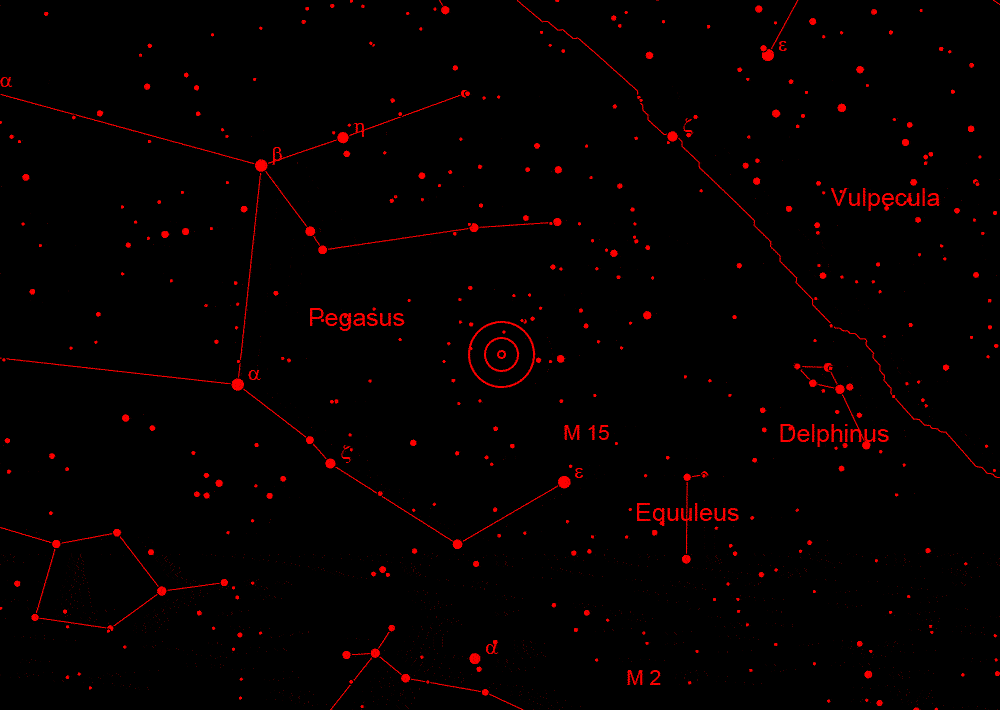 ε
α
ζ
η
β
Vulpecula
Pegasus
α
M 15
Delphinus
ζ
ε
Equuleus
α
M 2